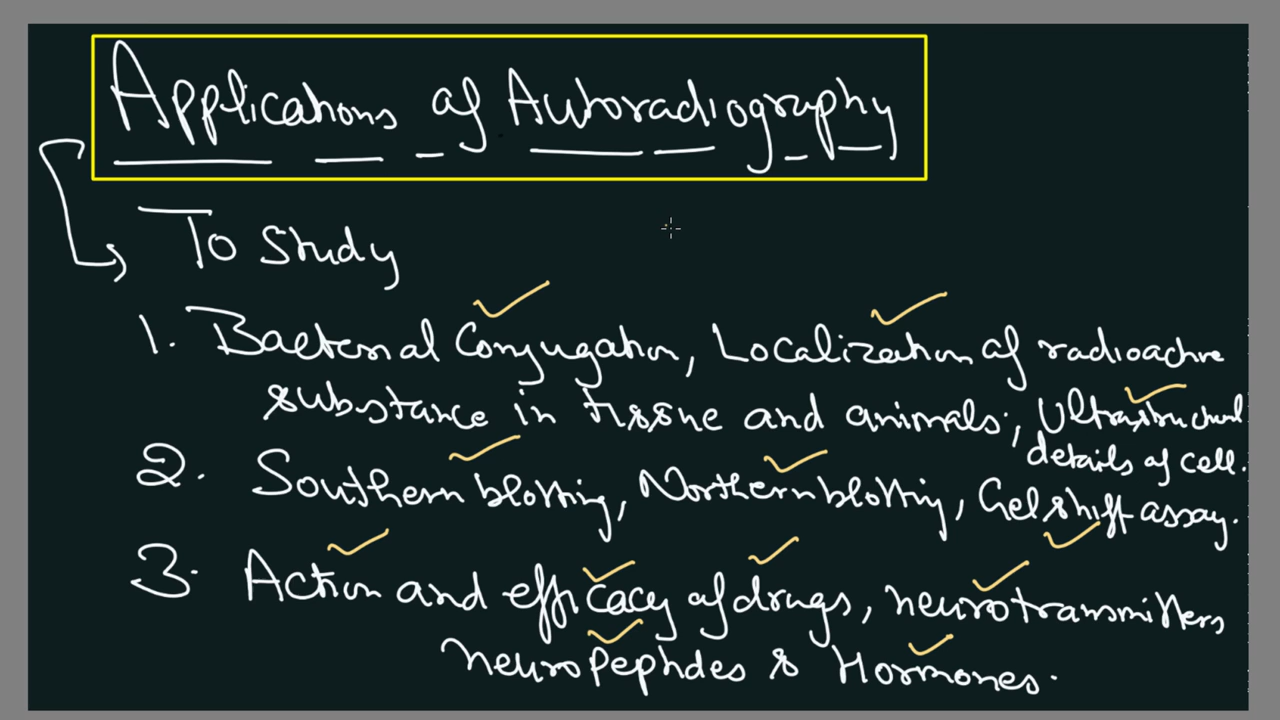 Applications of Autoradiography
To Study
1. Bacterial Conjugation, Localization of radioactive
substance in tissue and animals, Ultrastructural
details of cell.
2. Southern blotting, Northern blotting, Gel shift assay.
3. Action and efficacy of drugs, neurotransmitters
neuropeptides & Hormones.